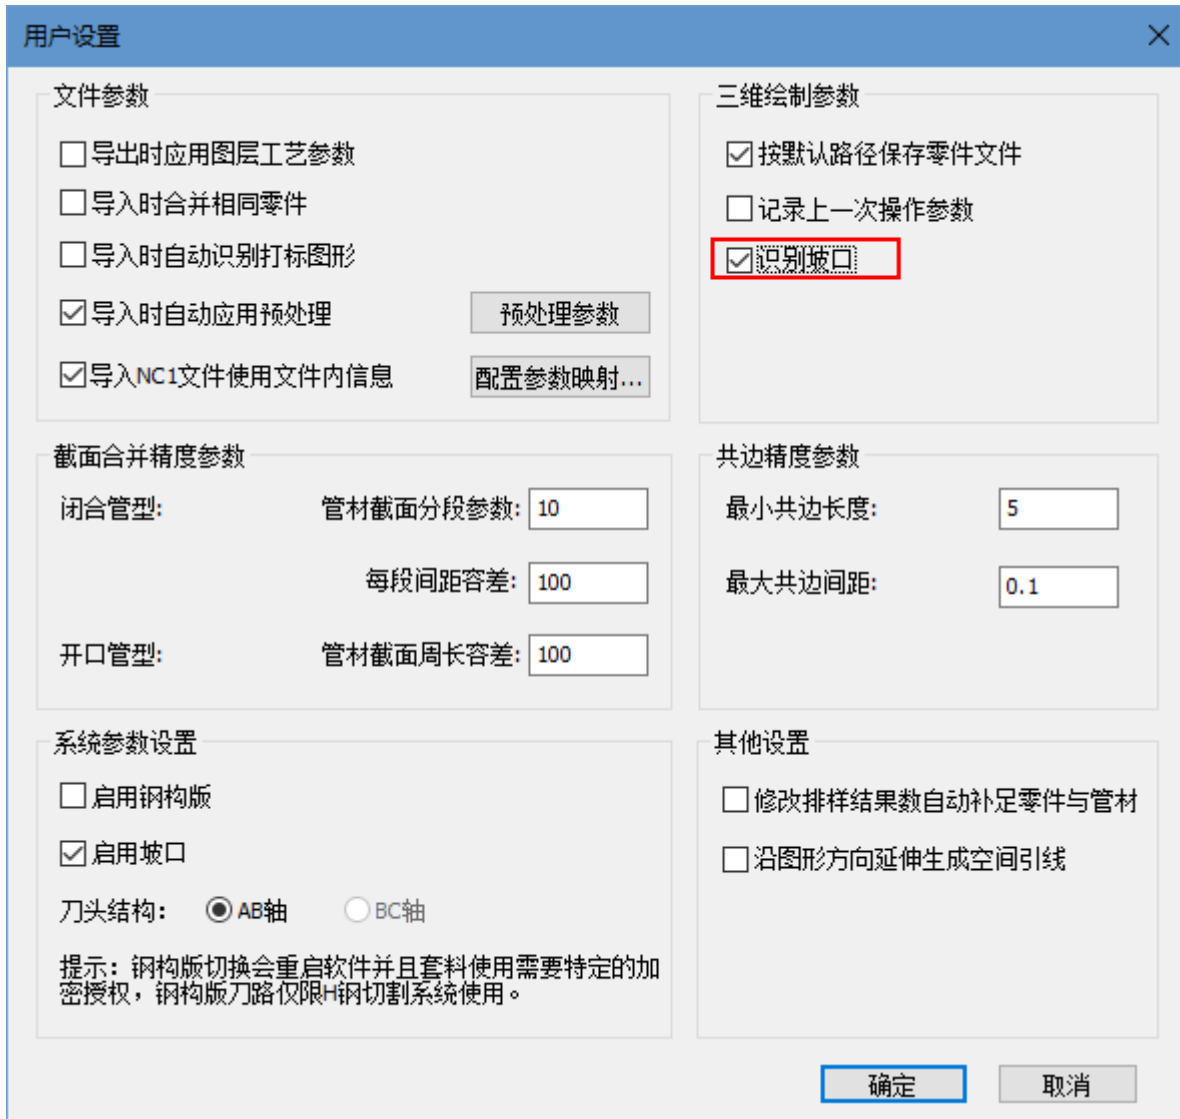 用户设置
文件参数
导出时应用图层工艺参数
导入时合并相同零件
导入时自动识别打标图形
导入时自动应用预处理
预处理参数
导入NC1文件使用文件内信息
配置参数映射...
三维绘制参数
按默认路径保存零件文件
记录上一次操作参数
识别坡口
截面合并精度参数
闭合管型:
管材截面分段参数: 10
每段间距容差: 100
开口管型:
管材截面周长容差: 100
共边精度参数
最小共边长度: 5
最大共边间距: 0.1
系统参数设置
启用钢构版
启用坡口
刀头结构: AB轴 BC轴
提示: 钢构版切换会重启软件并且套料使用需要特定的加
密授权，钢构版刀路仅限H钢切割系统使用。
其他设置
修改排样结果数自动补足零件与管材
沿图形方向延伸生成空间引线
确定
取消